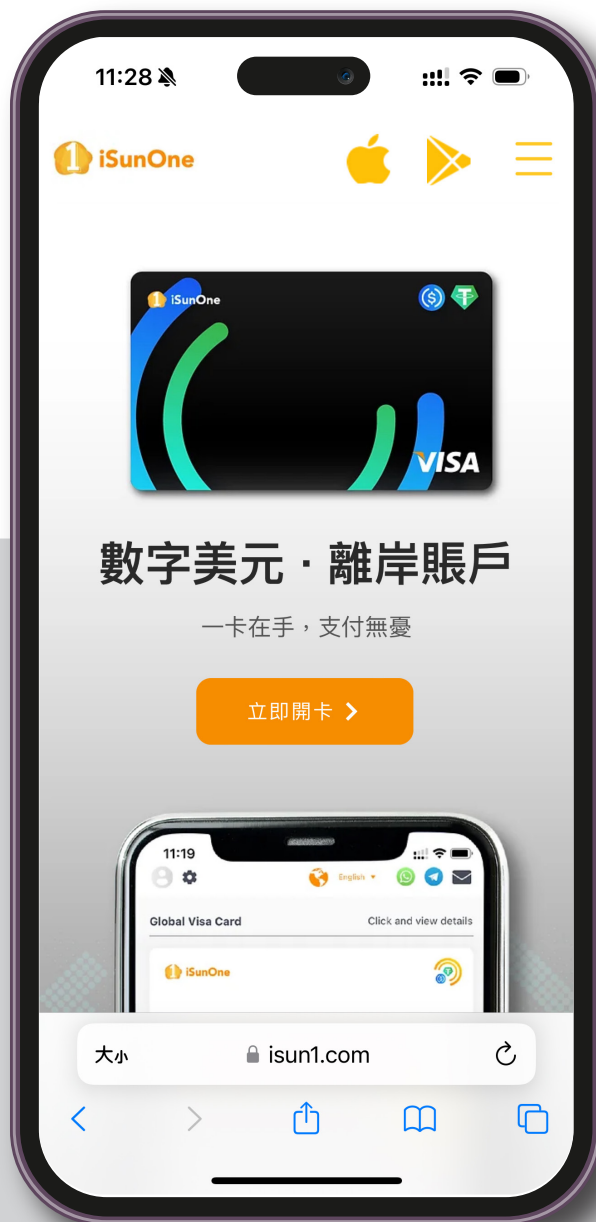 11:28
iSunOne
iSunOne
VISA
數字美元·離岸賬戶
一卡在手，支付無憂
立即開卡
11:19
English
Global Visa Card
Click and view details
iSunOne
大小
isun1.com